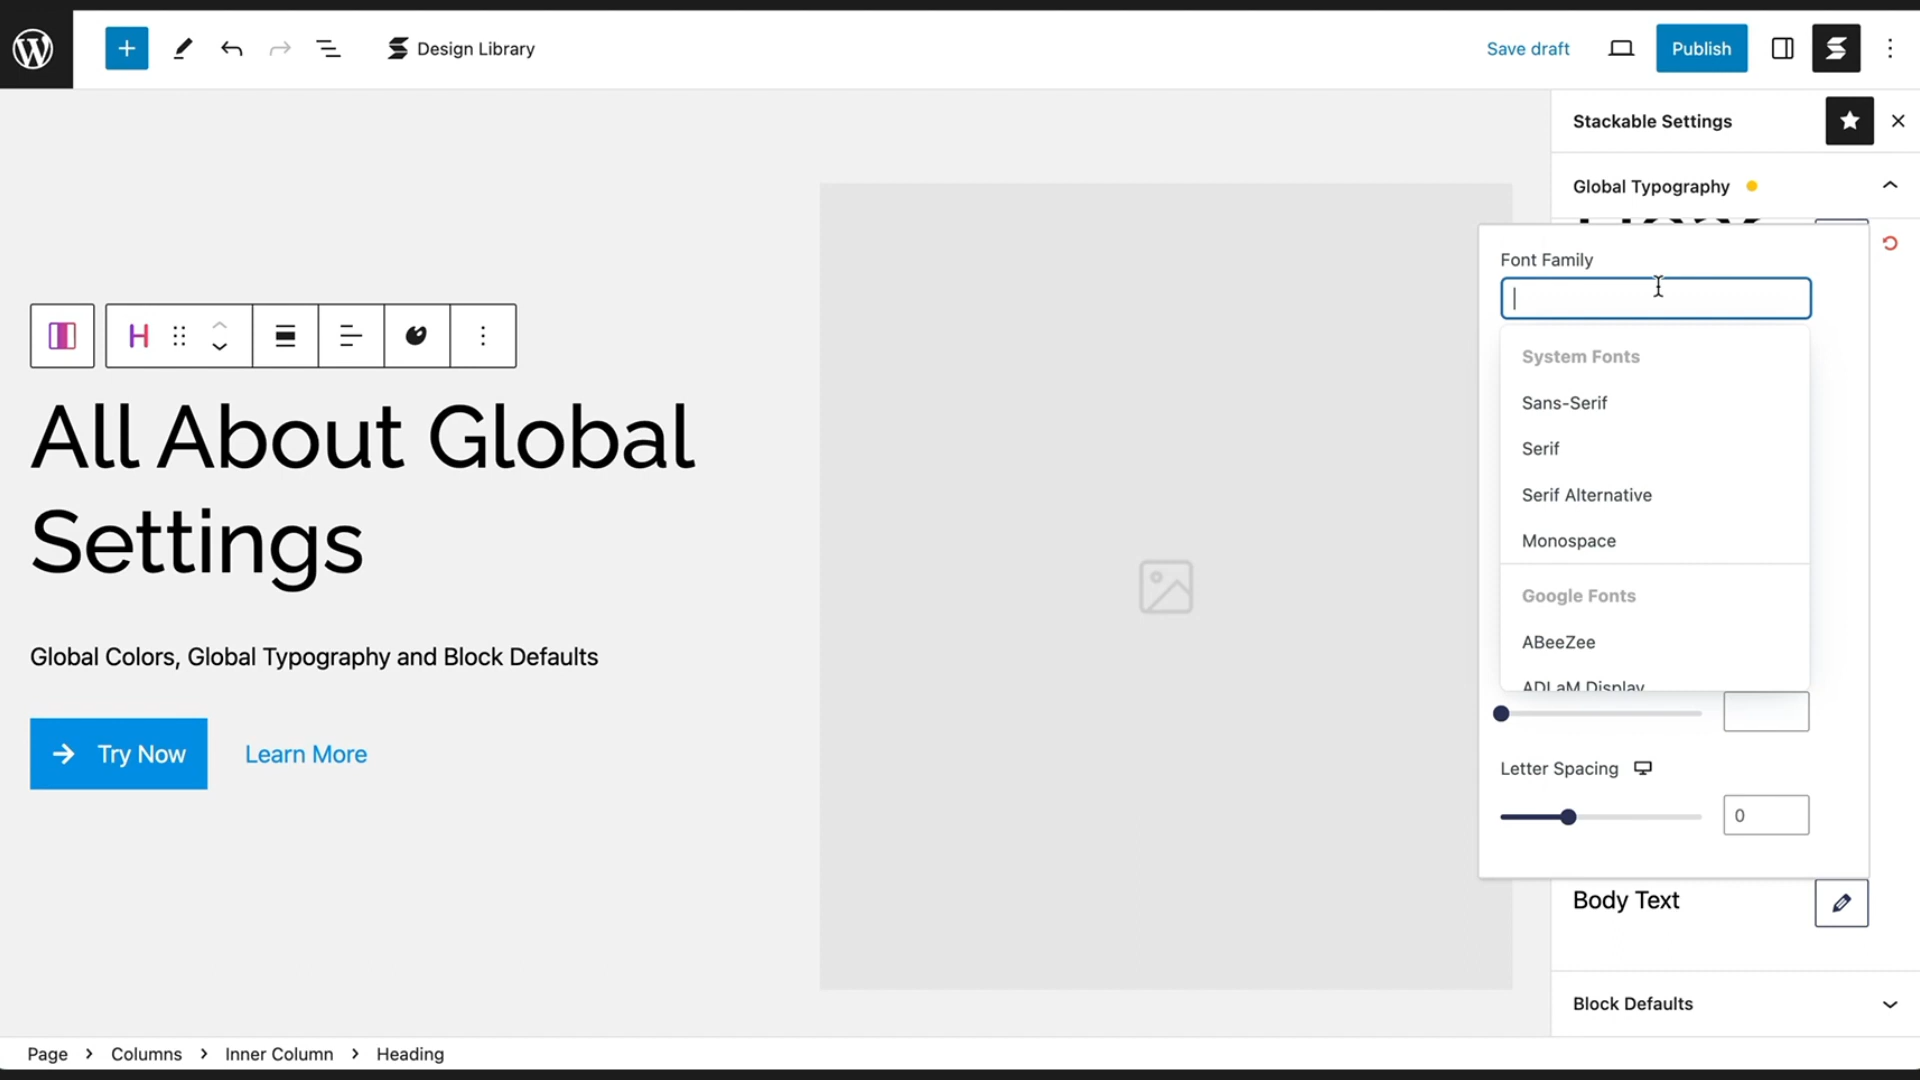 Design Library
Save draft
Publish
Stackable Settings
Global Typography
Font Family
System Fonts
Sans-Serif
Serif
Serif Alternative
Monospace
Google Fonts
ABeeZee
ADLaM Display
Letter Spacing
0
Body Text
Block Defaults
H
All About Global
Settings
Global Colors, Global Typography and Block Defaults
Try Now
Learn More
Page > Columns > Inner Column > Heading